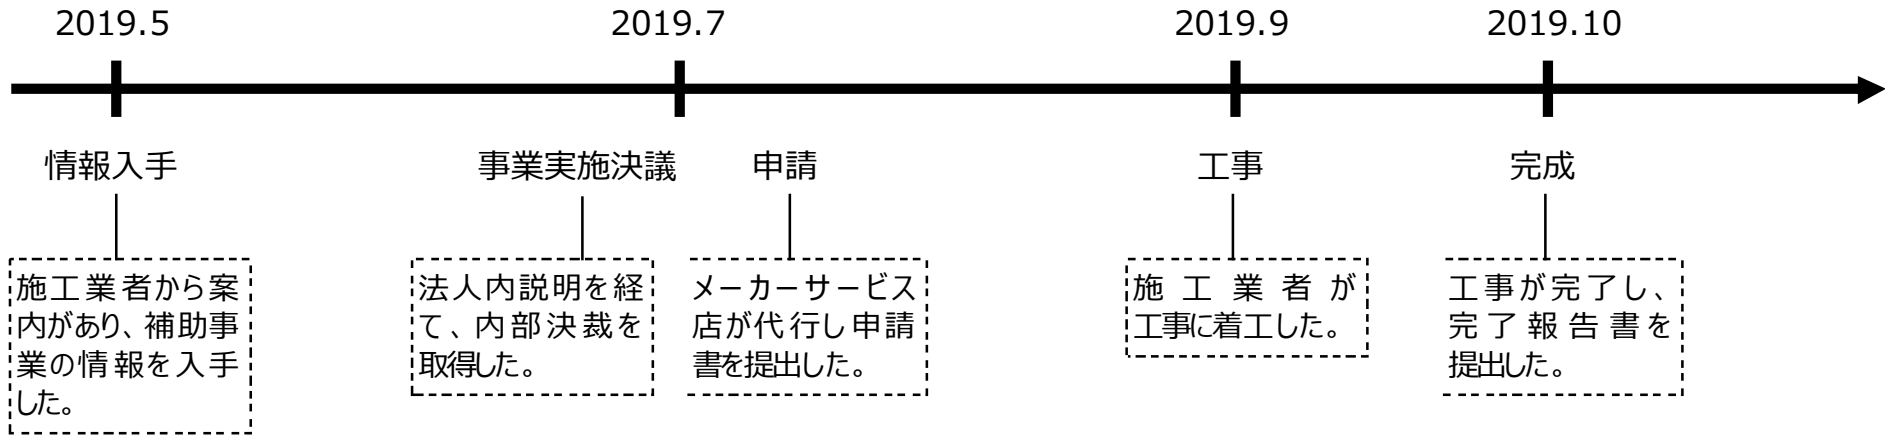 2019.5
2019.7
2019.9
2019.10
情報入手
事業実施決議
申請
工事
完成
施工業者から案
内があり、補助事
業の情報を入手
した。
法人内説明を経
て、内部決裁を
取得した。
メーカーサービス
店が代行し申請
書を提出した。
施工業者が
工事に着工した。
工事が完了し、
完了報告書を
提出した。